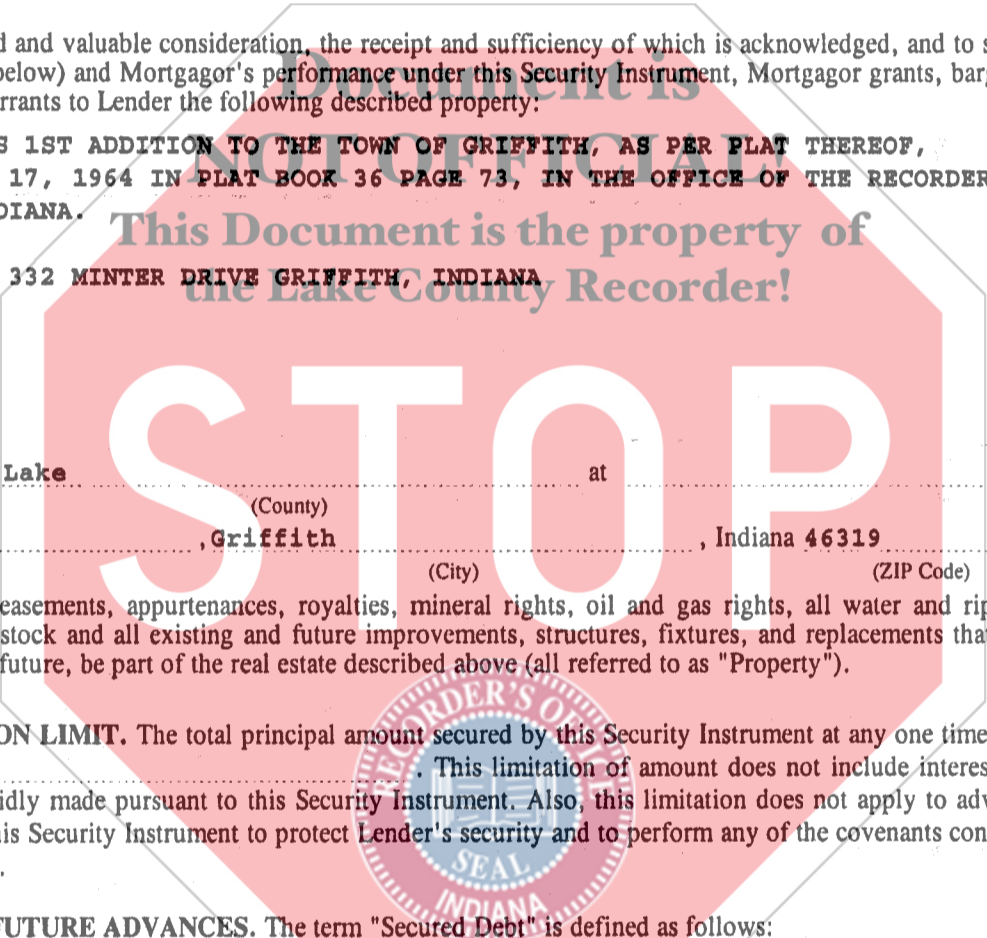 d and valuable consideration, the receipt and sufficiency of which is acknowledged, and to s
below) and Mortgagor's performance under this Security Instrument, Mortgagor grants, barg
rrants to Lender the following described property:
Document is
S 1ST ADDITION TO THE TOWN OF GRIFFITH, AS PER PLAT THEREOF,
NOT OFFICIAL!
17, 1964 IN PLAT BOOK 36 PAGE 73, IN THE OFFICE OF THE RECORDER
DIANA.
This Document is the property of
332 MINTER DRIVE GRIFFITH, INDIANA
the Lake County Recorder!
STOP
Lake at
(County)
,Griffith , Indiana 46319
(City) (ZIP Code)
easements, appurtenances, royalties, mineral rights, oil and gas rights, all water and rip
stock and all existing and future improvements, structures, fixtures, and replacements tha
future, be part of the real estate described above (all referred to as "Property").
ON LIMIT. The total principal amount secured by this Security Instrument at any one time
. This limitation of amount does not include interes
idly made pursuant to this Security Instrument. Also, this limitation does not apply to adv
his Security Instrument to protect Lender's security and to perform any of the covenants con
.
RECORDER'S OFFICE
SEAL
INDIANA
FUTURE ADVANCES. The term "Secured Debt" is defined as follows: